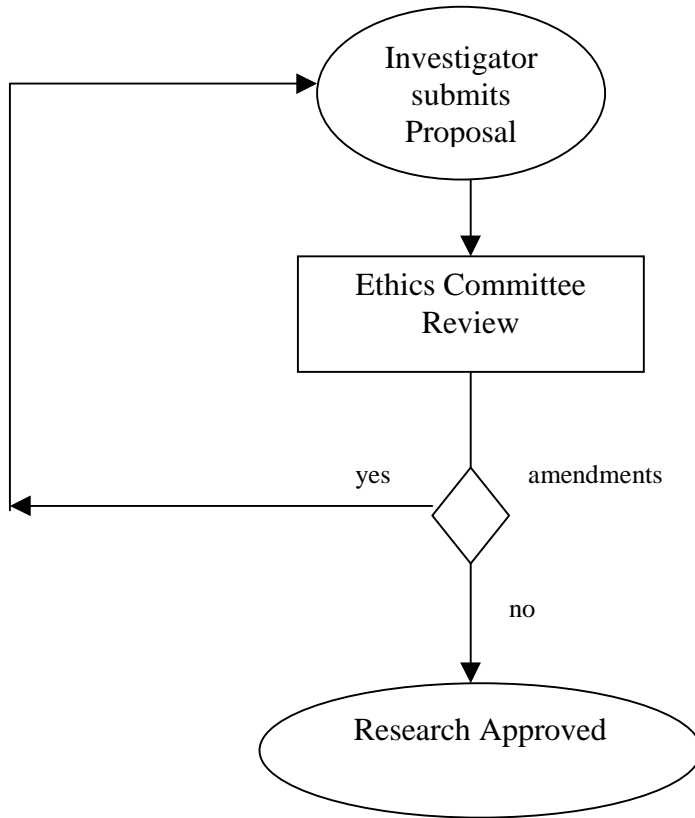 Investigator
submits
Proposal
Ethics Committee
Review
yes
amendments
no
Research Approved